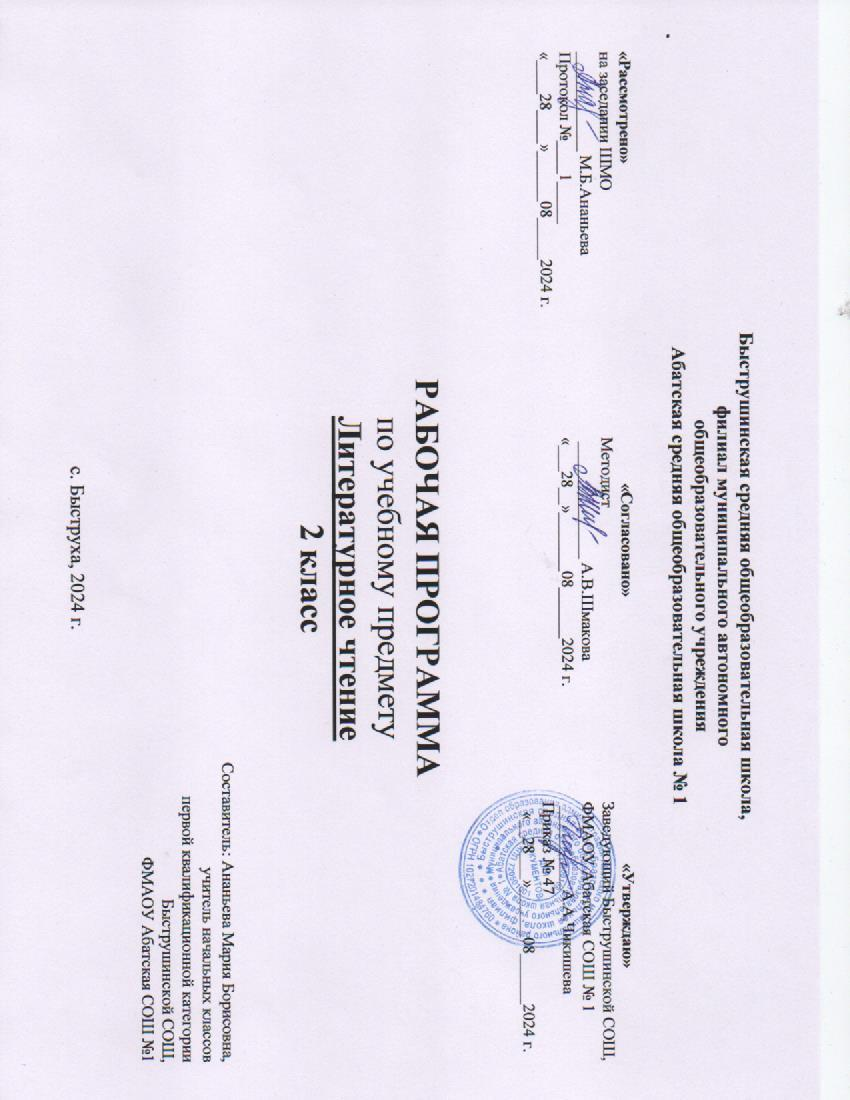 Быструшинская средняя общеобразовательная школа,
филиал муниципального автономного
общеобразовательного учреждения
Абатская средняя общеобразовательная школа № 1
«Рассмотрено»
на заседании ШМО
М.Б.Ананьева
Протокол № 1
« 28 » 08 2024 г.
«Согласовано»
Методист
А.В.Шмакова
« 28 » 08 2024 г.
«Утверждаю»
Заведующий Быструшинской СОШ,
ФМАОУ Абатская СОШ № 1
А.А.Чикишева
Приказ № 47
« 28 » 08 2024 г.
РАБОЧАЯ ПРОГРАММА
по учебному предмету
Литературное чтение
2 класс
Составитель: Ананьева Мария Борисовна,
учитель начальных классов
первой квалификационной категории
Быструшинской СОШ,
ФМАОУ Абатская СОШ №1
с. Быструха, 2024 г.